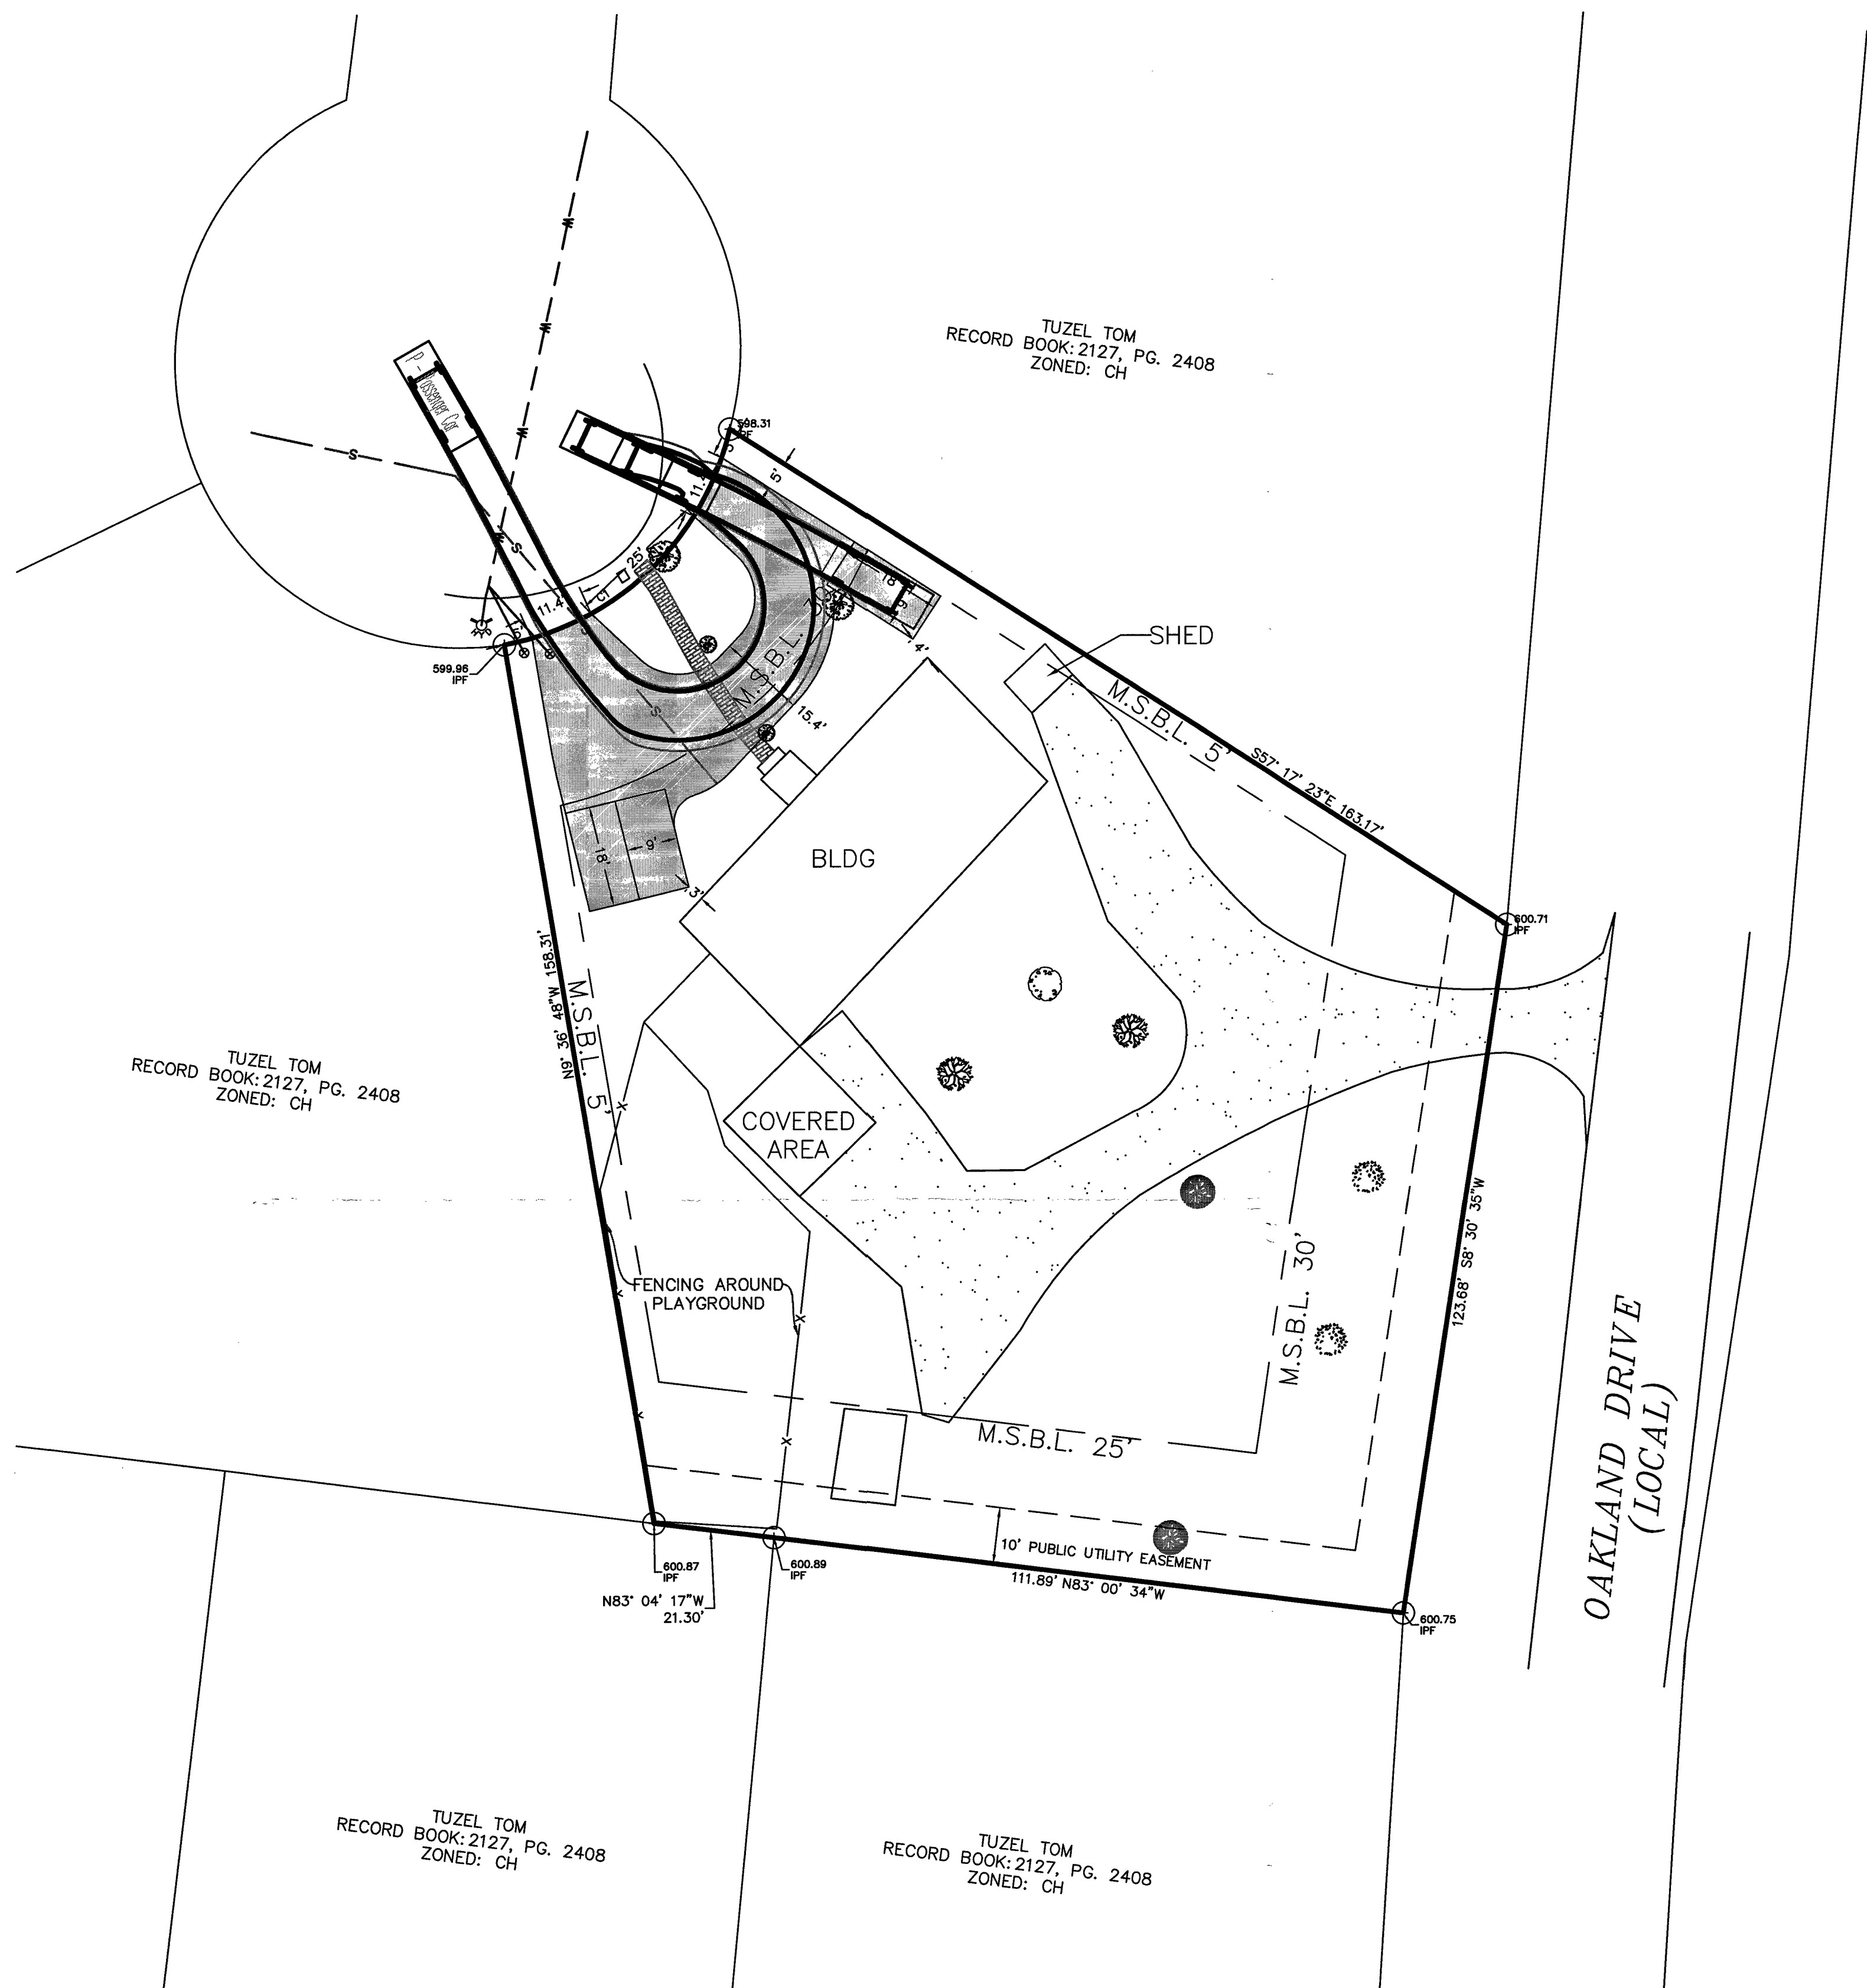 W
W
W
W
S
S
S
P - Passenger Car
TUZEL TOM
RECORD BOOK: 2127, PG. 2408
ZONED: CH
598.31
IPF
5'
5'
25'
C1
11.4'
599.96
IPF
18'
9'
4'
30'
M.S.B.L.
15.4'
SHED
M.S.B.L. 5'
S57° 17' 23"E 163.17'
18'
9'
3'
BLDG
600.71
IPF
N9° 36' 48"W 158.31'
M.S.B.L. 5'
TUZEL TOM
RECORD BOOK: 2127, PG. 2408
ZONED: CH
COVERED
AREA
X
X
X
X
X
FENCING AROUND
PLAYGROUND
M.S.B.L. 30'
123.68' S8° 30' 35"W
OAKLAND DRIVE
(LOCAL)
M.S.B.L. 25'
10' PUBLIC UTILITY EASEMENT
111.89' N83° 00' 34"W
600.87
IPF
600.89
IPF
N83° 04' 17"W
21.30'
600.75
IPF
TUZEL TOM
RECORD BOOK: 2127, PG. 2408
ZONED: CH
TUZEL TOM
RECORD BOOK: 2127, PG. 2408
ZONED: CH